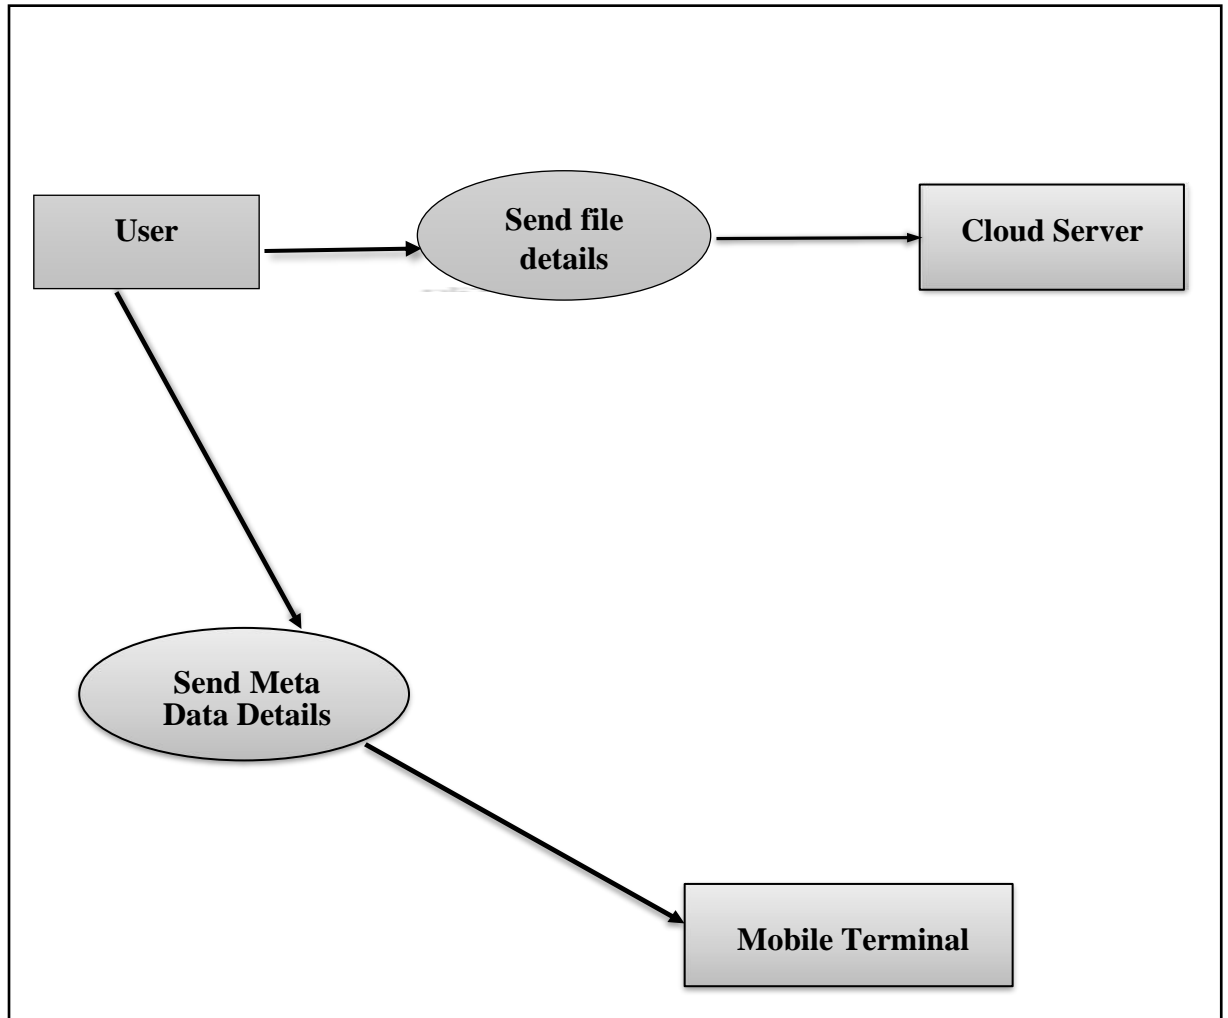 User
Send file
details
Cloud Server
Send Meta
Data Details
Mobile Terminal